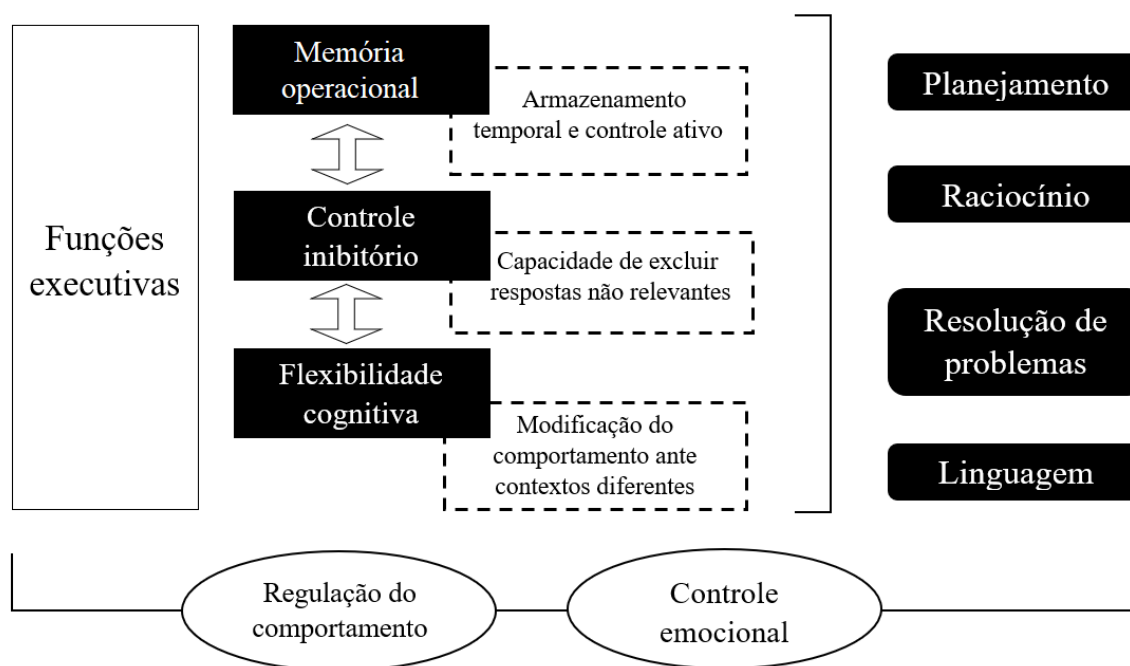 Funções
executivas
Memória
operacional
Armazenamento
temporal e controle ativo
Controle
inibitório
Capacidade de excluir
respostas não relevantes
Flexibilidade
cognitiva
Modificação do
comportamento ante
contextos diferentes
Planejamento
Raciocínio
Resolução de
problemas
Linguagem
Regulação do
comportamento
Controle
emocional